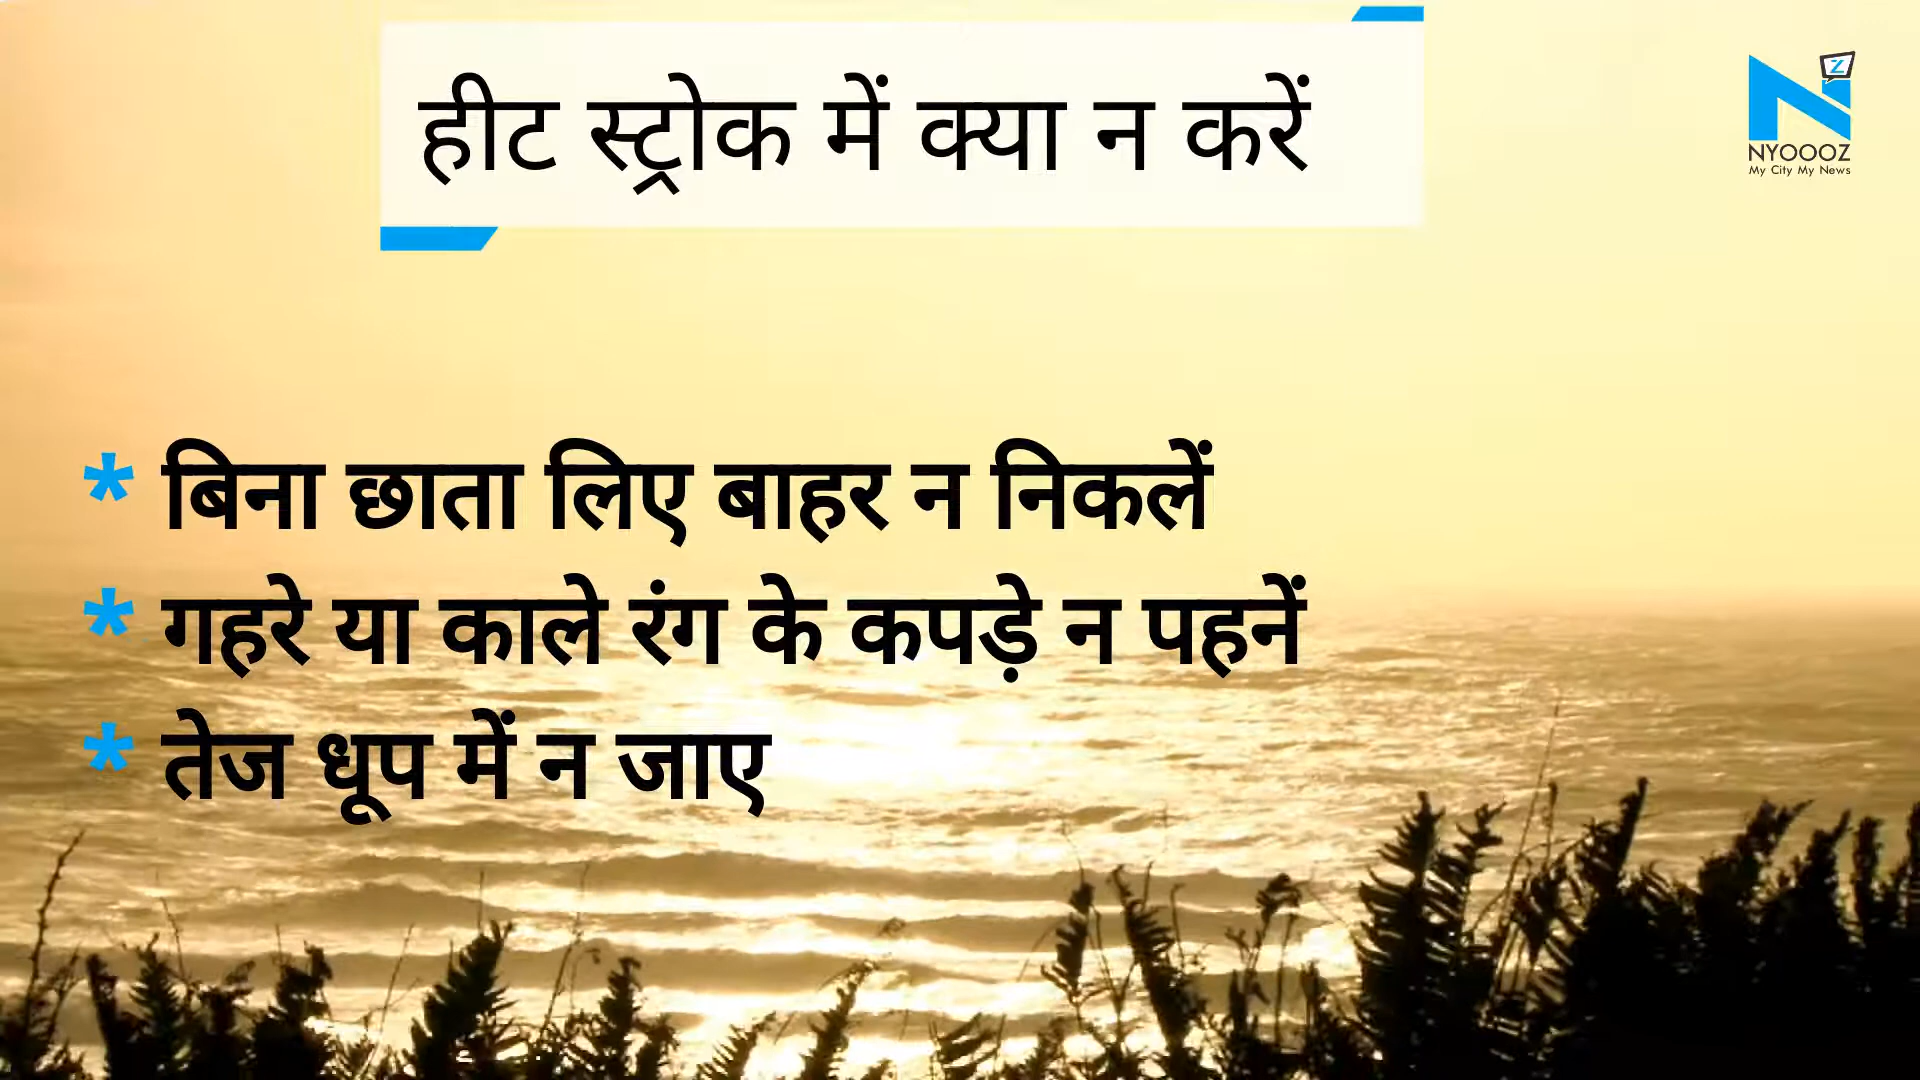 हीट स्ट्रोक में क्या न करें
Z
NYOOOZ
My City My News
* बिना छाता लिए बाहर न निकलें
* गहरे या काले रंग के कपड़े न पहनें
* तेज धूप में न जाए